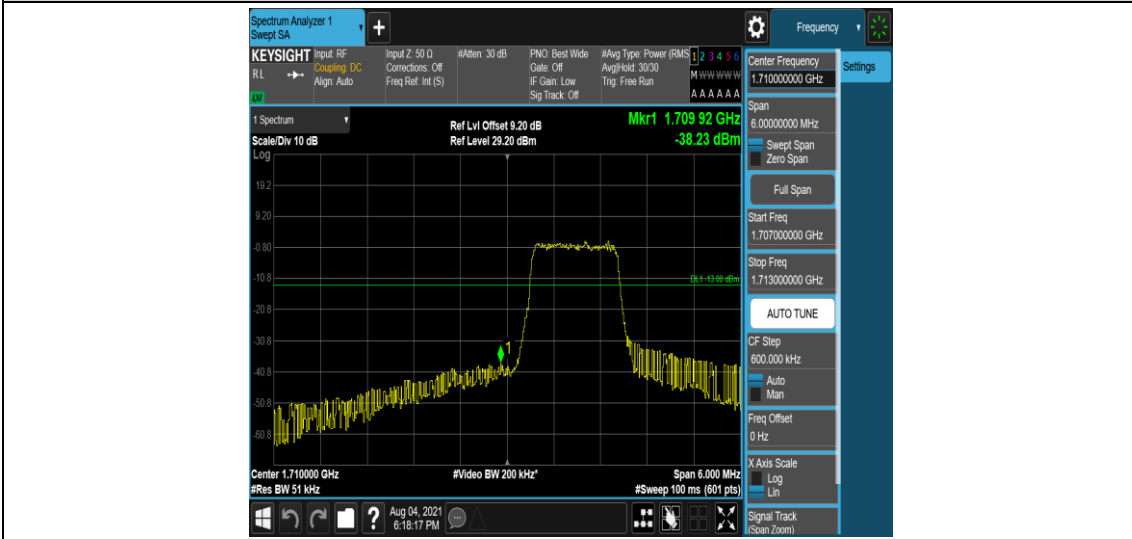 Spectrum Analyzer 1
Swept SA
+
Frequency
KEYSIGHT
RL
Input: RF
Coupling: DC
Align: Auto
Input Z: 50 Ω
Corrections: Off
Freq Ref: Int (S)
#Atten: 30 dB
PNO: Best Wide
Gate: Off
IF Gain: Low
Sig Track: Off
#Avg Type: Power (RMS
Avg|Hold: 30/30
Trig: Free Run
1 2 3 4 5 6
M W W W W W
A A A A A A
1 Spectrum
Scale/Div 10 dB
Log
Ref Lvl Offset 9.20 dB
Ref Level 29.20 dBm
Mkr1 1.709 92 GHz
-38.23 dBm
19.2
9.20
-0.80
-10.8
-20.8
-30.8
-40.8
-50.8
-60.8
DL1 -13.00 dBm
1
Center 1.710000 GHz
#Res BW 51 kHz
#Video BW 200 kHz*
Span 6.000 MHz
#Sweep 100 ms (601 pts)
?
Aug 04, 2021
6:18:17 PM
Center Frequency
1.710000000 GHz
Settings
Span
6.00000000 MHz
Swept Span
Zero Span
Full Span
Start Freq
1.707000000 GHz
Stop Freq
1.713000000 GHz
AUTO TUNE
CF Step
600.000 kHz
Auto
Man
Freq Offset
0 Hz
X Axis Scale
Log
Lin
Signal Track
(Span Zoom)